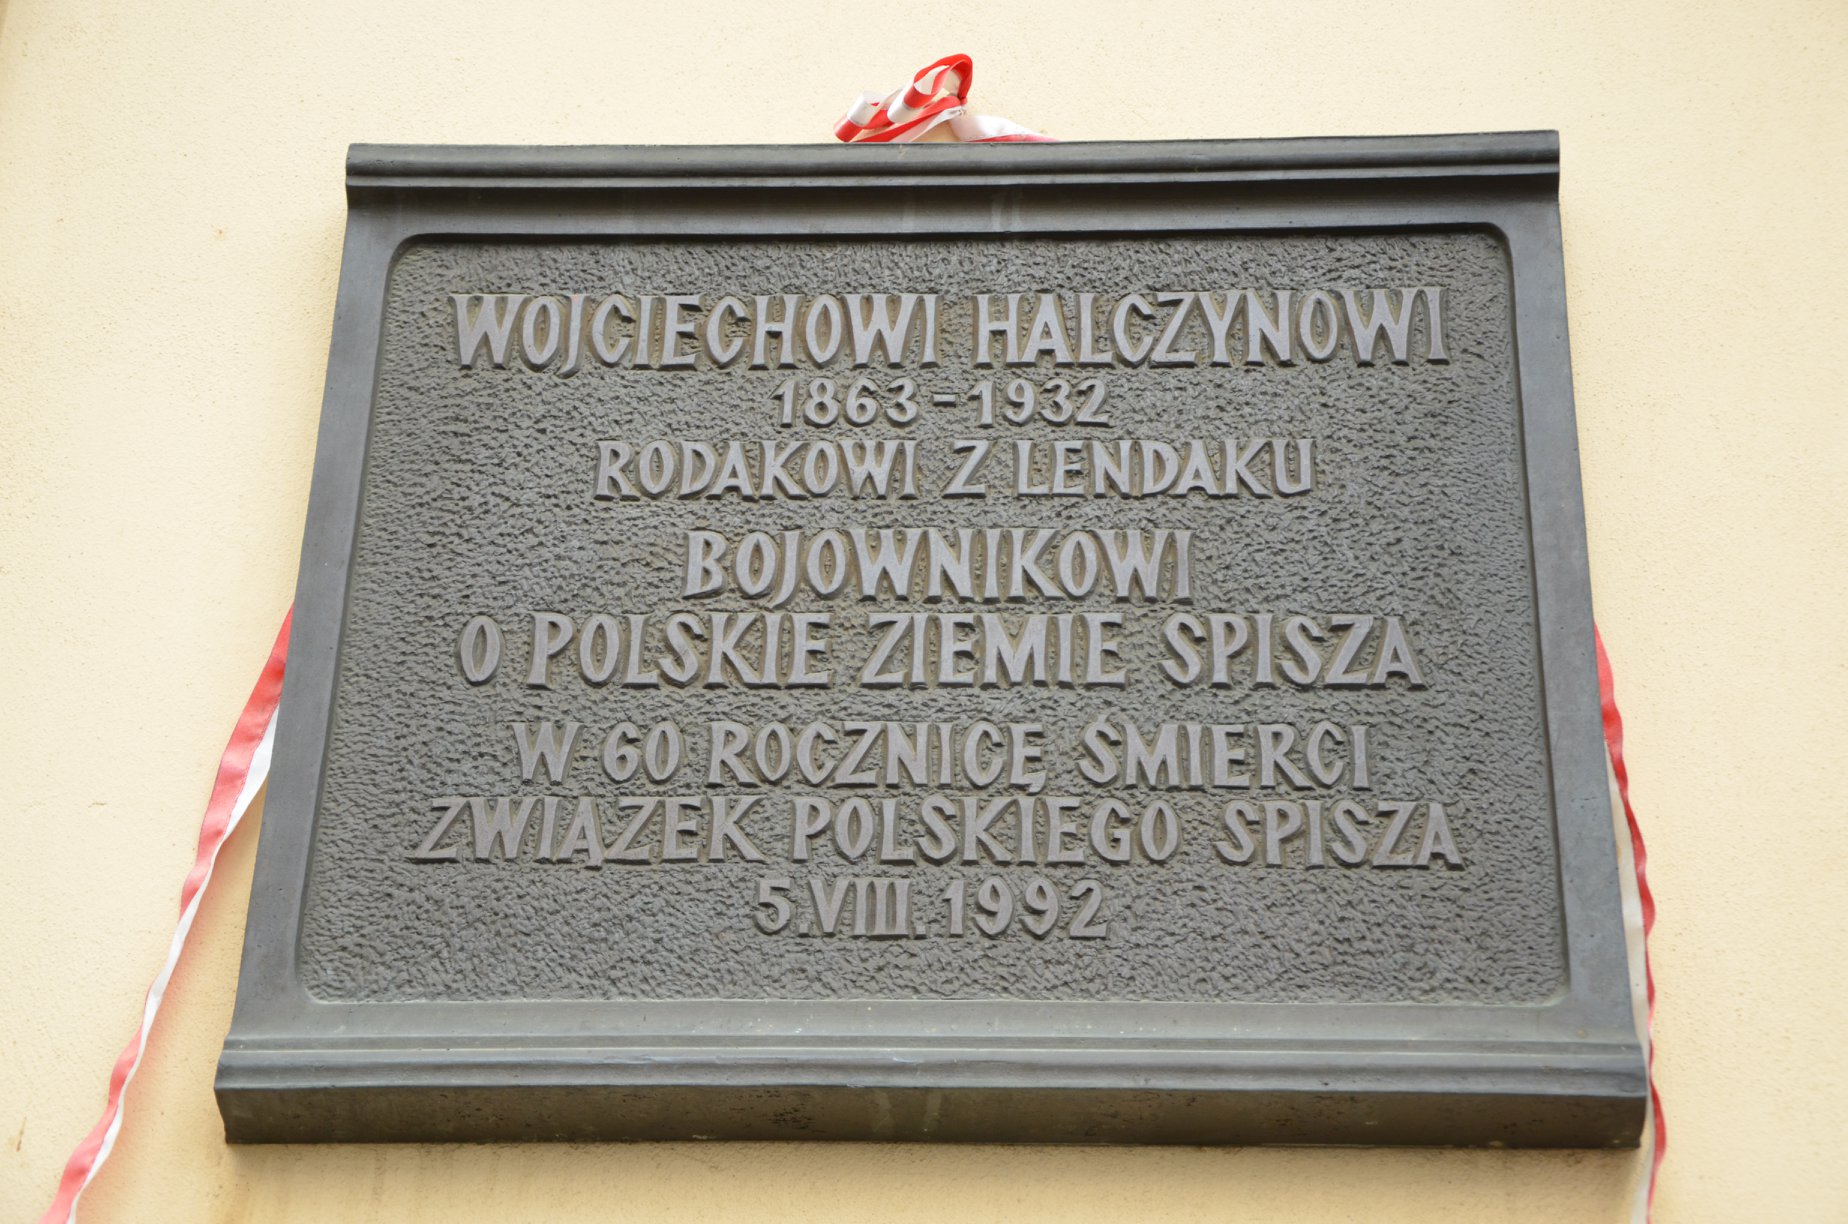 WOJCIECHOWI HALCZYNOWI
1863-1932
RODAKOWI Z LENDAKU
BOJOWNIKOWI
O POLSKIE ZIEMIE SPISZA
W 60 ROCZNICĘ ŚMIERCI
ZWIĄZEK POLSKIEGO SPISZA
5.VIII.1992